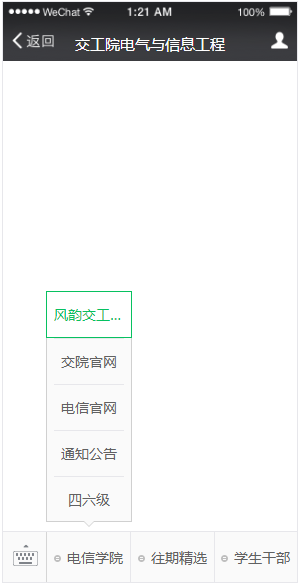 WeChat 1:21 AM 100%
返回 交工院电气与信息工程
风韵交工...
交院官网
电信官网
通知公告
四六级
电信学院 往期精选 学生干部